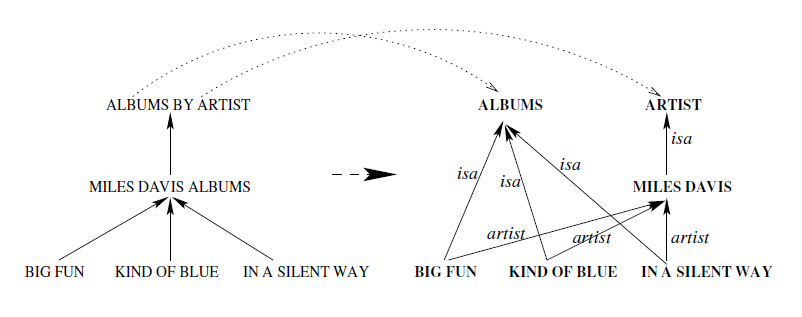 ALBUMS BY ARTIST
ALBUMS
ARTIST
isa
isa
isa
isa
MILES DAVIS ALBUMS
MILES DAVIS
artist
artist
artist
BIG FUN
KIND OF BLUE
IN A SILENT WAY
BIG FUN
KIND OF BLUE
IN A SILENT WAY